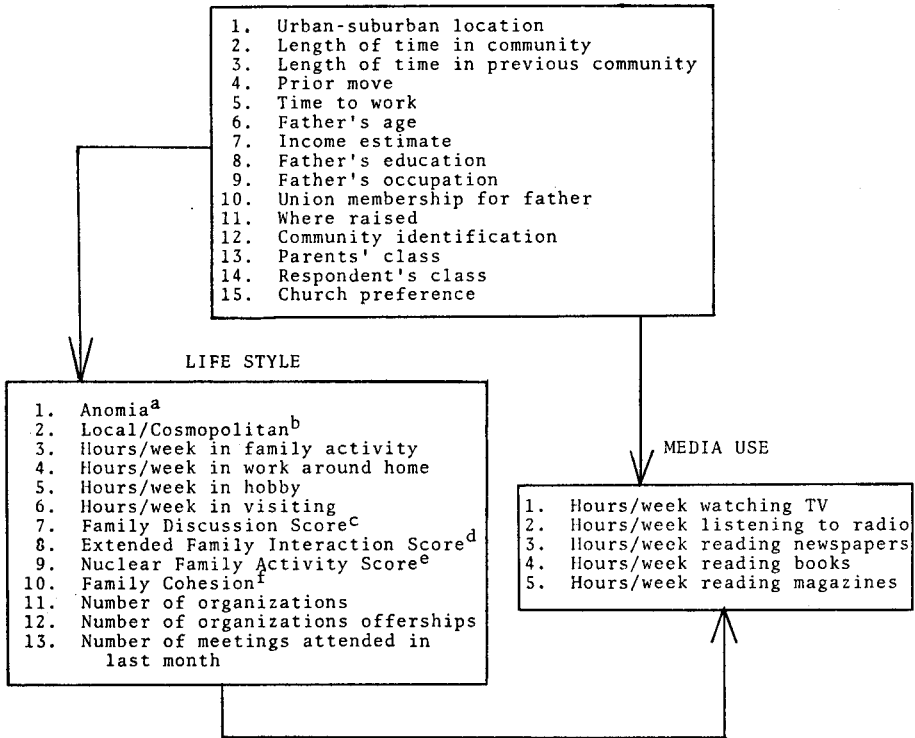 1. Urban-suburban location
2. Length of time in community
3. Length of time in previous community
4. Prior move
5. Time to work
6. Father's age
7. Income estimate
8. Father's education
9. Father's occupation
10. Union membership for father
11. Where raised
12. Community identification
13. Parents' class
14. Respondent's class
15. Church preference
LIFE STYLE
1. Anomia^a
2. Local/Cosmopolitan^b
3. Hours/week in family activity
4. Hours/week in work around home
5. Hours/week in hobby
6. Hours/week in visiting
7. Family Discussion Score^c
8. Extended Family Interaction Score^d
9. Nuclear Family Activity Score^e
10. Family Cohesion^f
11. Number of organizations
12. Number of organizations offerships
13. Number of meetings attended in
last month
MEDIA USE
1. Hours/week watching TV
2. Hours/week listening to radio
3. Hours/week reading newspapers
4. Hours/week reading books
5. Hours/week reading magazines